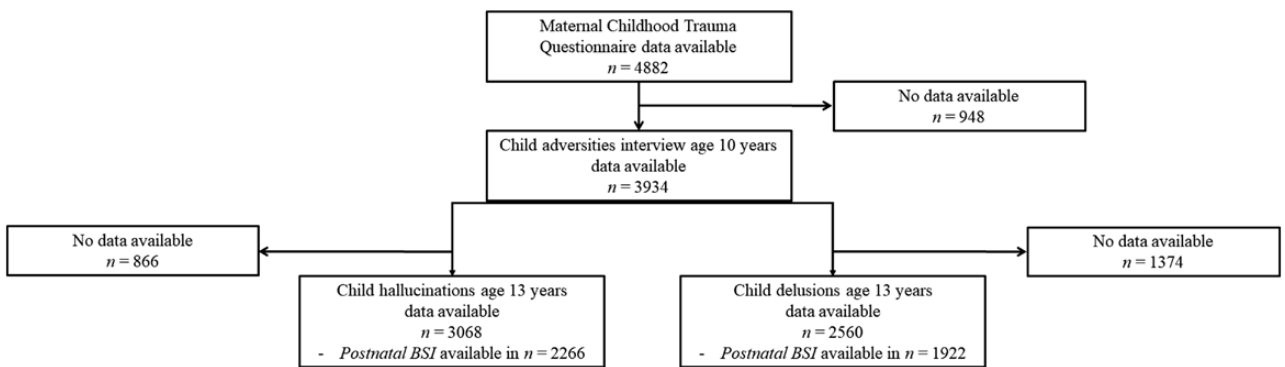 Maternal Childhood Trauma
Questionnaire data available
n = 4882
No data available
n = 948
Child adversities interview age 10 years
data available
n = 3934
No data available
n = 866
No data available
n = 1374
Child hallucinations age 13 years
data available
n = 3068
- Postnatal BSI available in n = 2266
Child delusions age 13 years
data available
n = 2560
- Postnatal BSI available in n = 1922